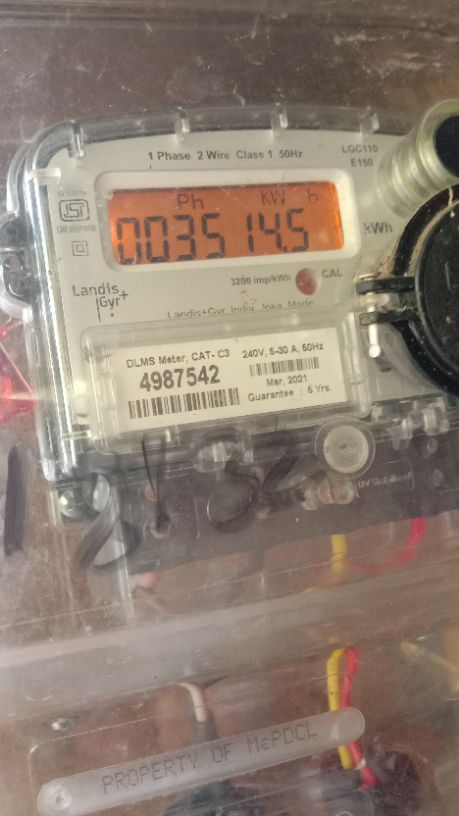 1 Phase 2 Wire Class 1 50Hz
LGC110
E150
Ph kW h
003514.5
kWh
3200 imp/kWh
CAL
Landis
Gyr+
Landis+Gyr, India, Joka, Made
DLMS Meter, CAT- C3
240V, 5-30 A, 50Hz
4987542
Mar, 2021
Guarantee : 5 Yrs.
PROPERTY OF MePDCL